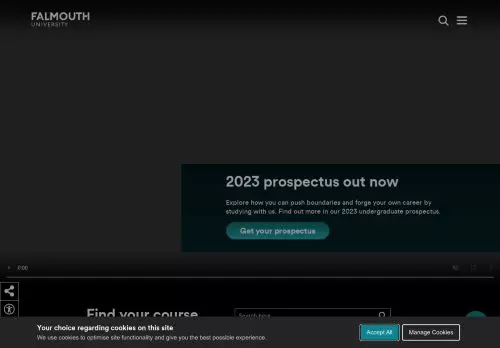 FALMOUTH
UNIVERSITY
2023 prospectus out now
Explore how you can push boundaries and forge your own career by
studying with us. Find out more in our 2023 undergraduate prospectus.
Get your prospectus
0:00
Find your course
Search here
Your choice regarding cookies on this site
We use cookies to optimise site functionality and give you the best possible experience.
Accept All
Manage Cookies